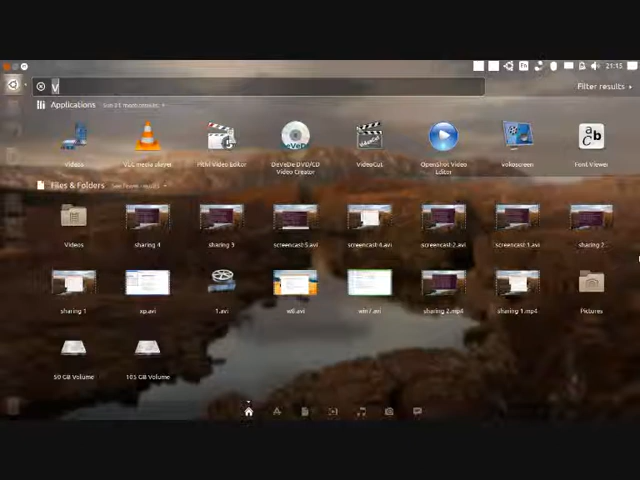 21:15
V
Filter results
Applications
Videos
VLC media player
Pitivi Video Editor
DeVeDe DVD/CD Video Creator
VideoCut
OpenShot Video Editor
vokoscreen
Font Viewer
Files & Folders
Videos
sharing 4
sharing 3
screencast-5.avi
screencast-4.avi
screencast-2.avi
screencast-1.avi
sharing 2
sharing 1
xp.avi
1.avi
w8.avi
win7.avi
sharing 2.mp4
sharing 1.mp4
Pictures
50 GB Volume
105 GB Volume